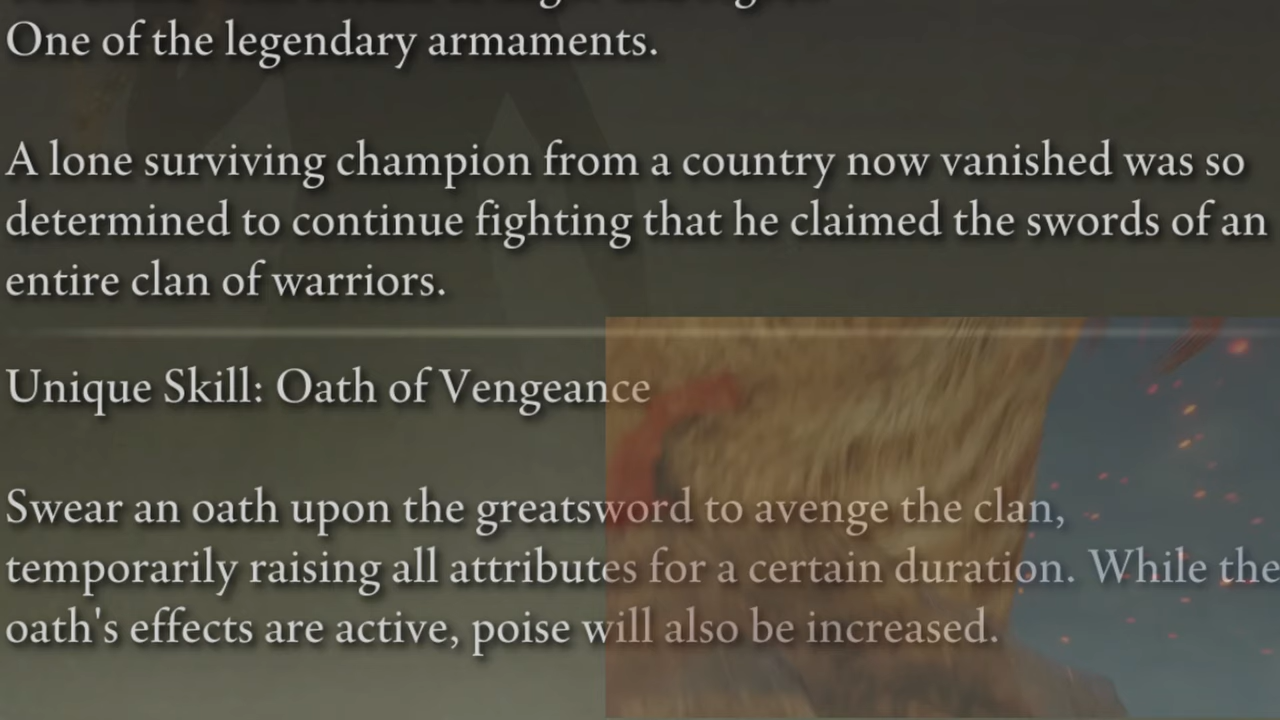 One of the legendary armaments.
A lone surviving champion from a country now vanished was so
determined to continue fighting that he claimed the swords of an
entire clan of warriors.
Unique Skill: Oath of Vengeance
Swear an oath upon the greatsword to avenge the clan,
temporarily raising all attributes for a certain duration. While the
oath's effects are active, poise will also be increased.